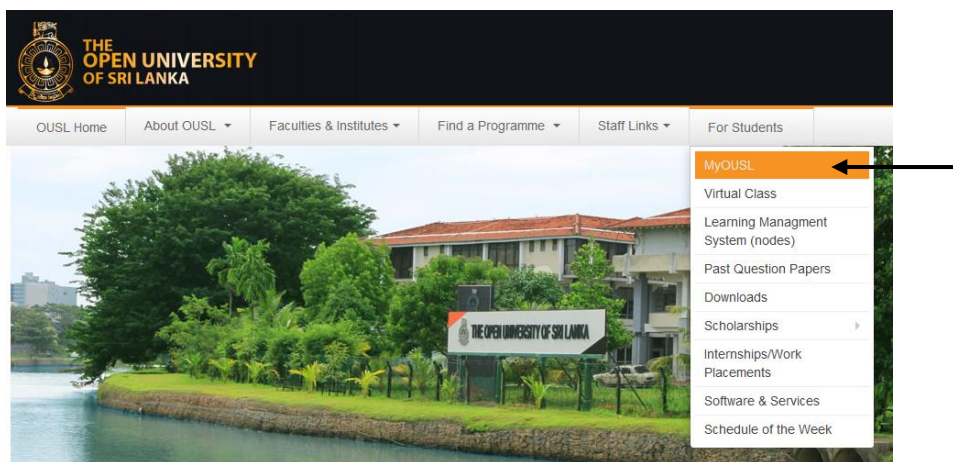 THE
OPEN UNIVERSITY
OF SRI LANKA
OUSL Home
About OUSL
Faculties & Institutes
Find a Programme
Staff Links
For Students
MyOUSL
Virtual Class
Learning Managment
System (nodes)
Past Question Papers
Downloads
Scholarships
Internships/Work
Placements
Software & Services
Schedule of the Week
THE OPEN UNIVERSITY OF SRI LANKA